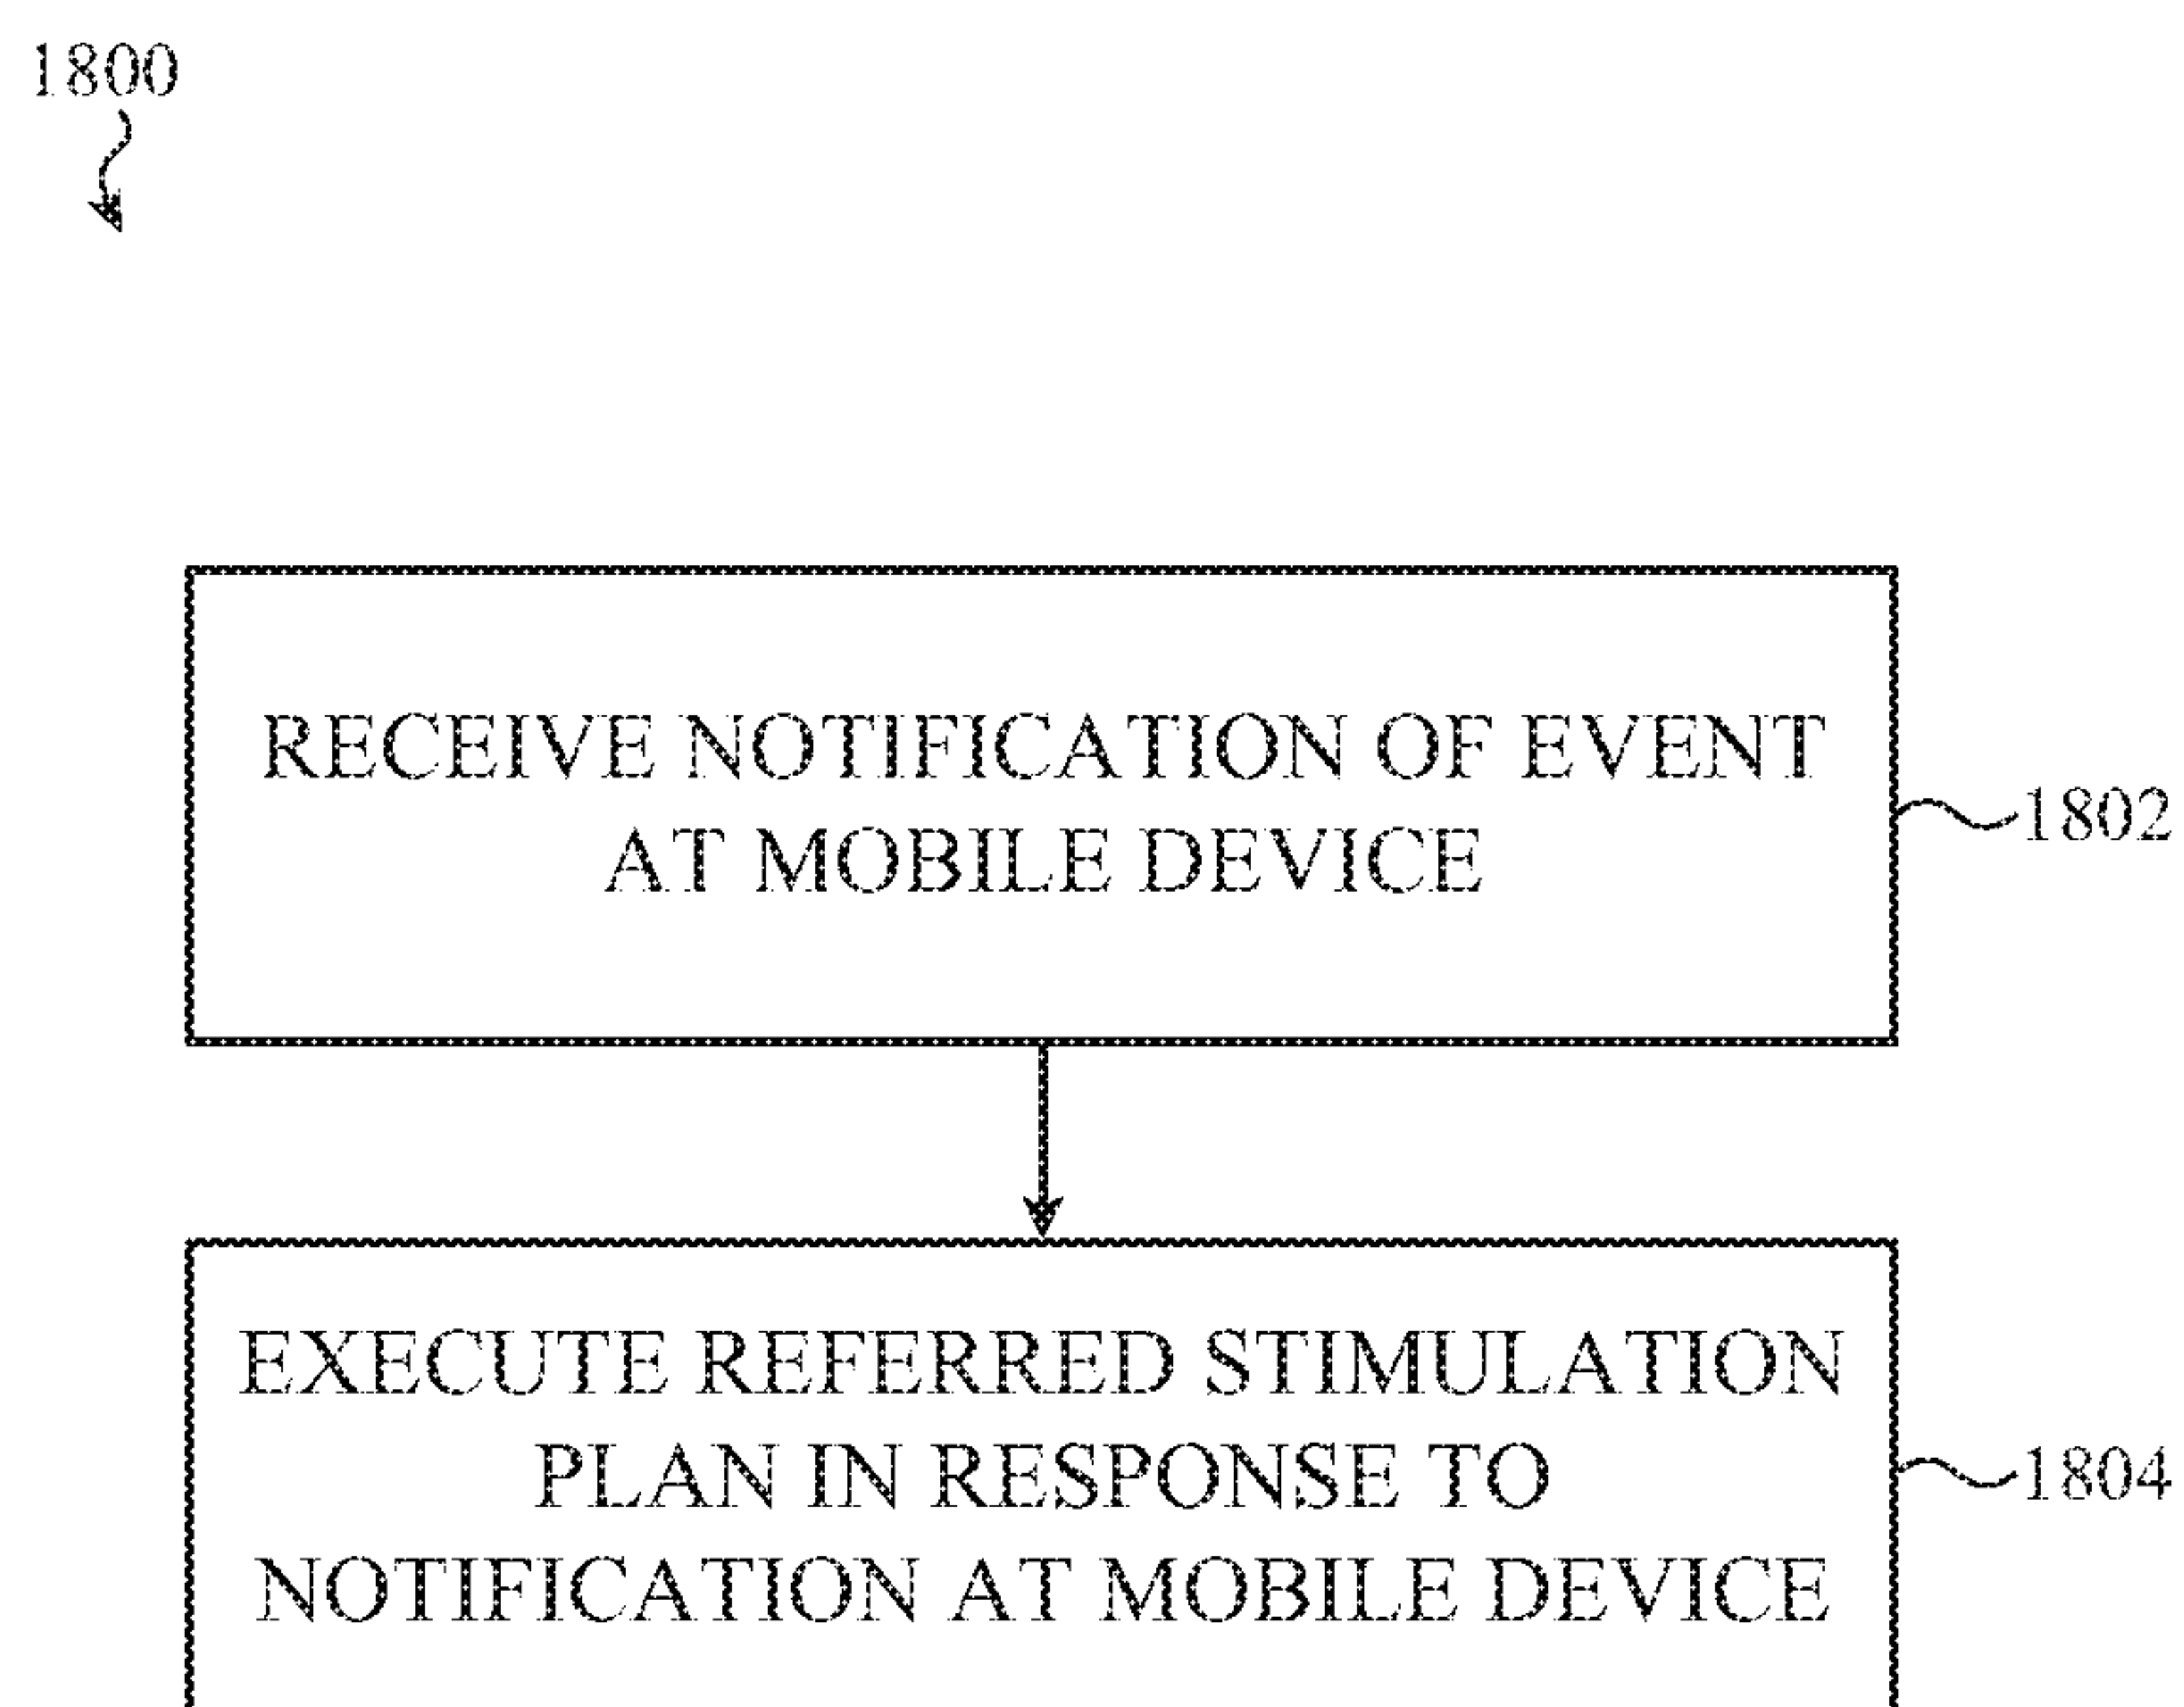 1800
RECEIVE NOTIFICATION OF EVENT
AT MOBILE DEVICE
1802
EXECUTE REFERRED STIMULATION
PLAN IN RESPONSE TO
1804
NOTIFICATION AT MOBILE DEVICE